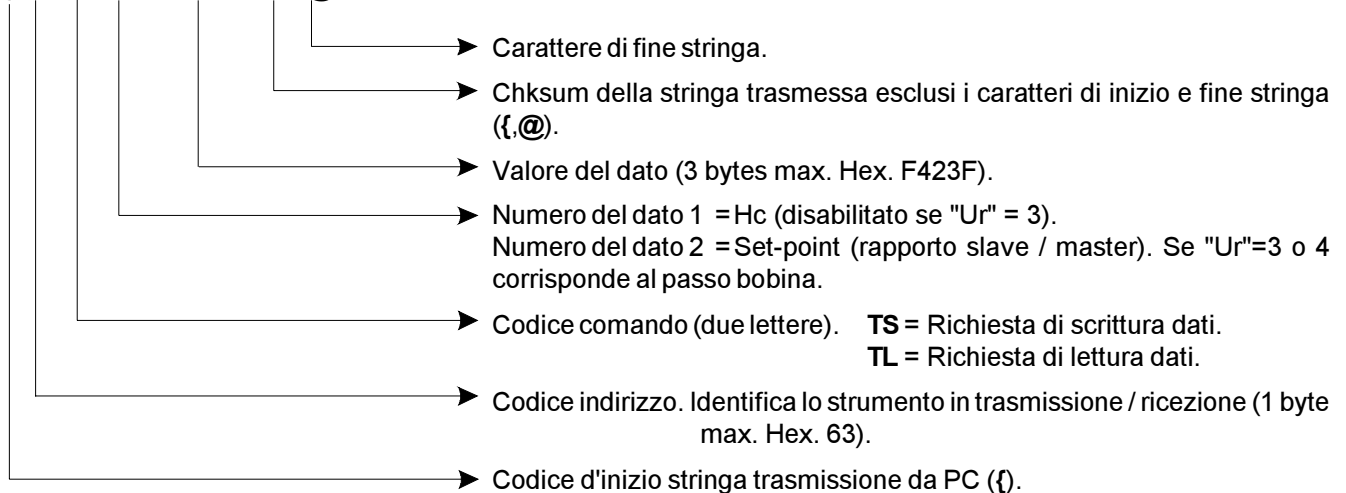 Carattere di fine stringa.
Chksum della stringa trasmessa esclusi i caratteri di inizio e fine stringa
({,@).
Valore del dato (3 bytes max. Hex. F423F).
Numero del dato 1 =Hc (disabilitato se "Ur" = 3).
Numero del dato 2 =Set-point (rapporto slave / master). Se "Ur"=3 o 4
corrisponde al passo bobina.
Codice comando (due lettere). TS = Richiesta di scrittura dati.
TL = Richiesta di lettura dati.
Codice indirizzo. Identifica lo strumento in trasmissione / ricezione (1 byte
max. Hex. 63).
Codice d'inizio stringa trasmissione da PC ({).